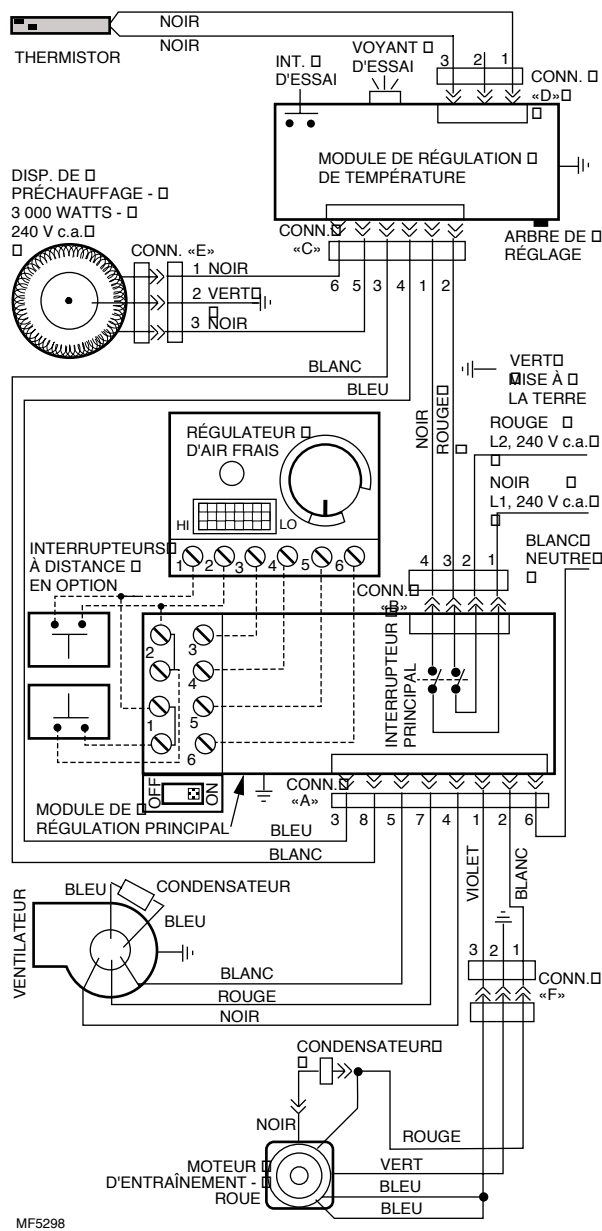 NOIR
NOIR
THERMISTOR
INT.
D'ESSAI
VOYANT
D'ESSAI
3 2 1
CONN.
«D»
MODULE DE RÉGULATION
DE TEMPÉRATURE
DISP. DE
PRÉCHAUFFAGE -
3 000 WATTS -
240 V c.a.
CONN. «E»
CONN.
«C»
ARBRE DE
RÉGLAGE
1 NOIR
2 VERT
3 NOIR
6 5 3 4 1 2
BLANC
BLEU
NOIR
ROUGE
VERT
MISE À
LA TERRE
ROUGE
L2, 240 V c.a.
NOIR
L1, 240 V c.a.
BLANC
NEUTRE
RÉGULATEUR
D'AIR FRAIS
HI LO
1 2 3 4 5 6
INTERRUPTEURS
À DISTANCE
EN OPTION
4 3 2 1
CONN.
«B»
INTERRUPTEUR
PRINCIPAL
2 3
4
1 5
6
OFF ON
MODULE DE
RÉGULATION PRINCIPAL
CONN.
«A»
3 8 5 7 4 1 2 6
BLEU
BLANC
VIOLET
BLANC
VENTILATEUR
BLEU
CONDENSATEUR
BLEU
BLANC
ROUGE
NOIR
3 2 1
CONN.
«F»
CONDENSATEUR
NOIR
ROUGE
MOTEUR
D'ENTRAÎNEMENT -
ROUE
VERT
BLEU
BLEU
MF5298